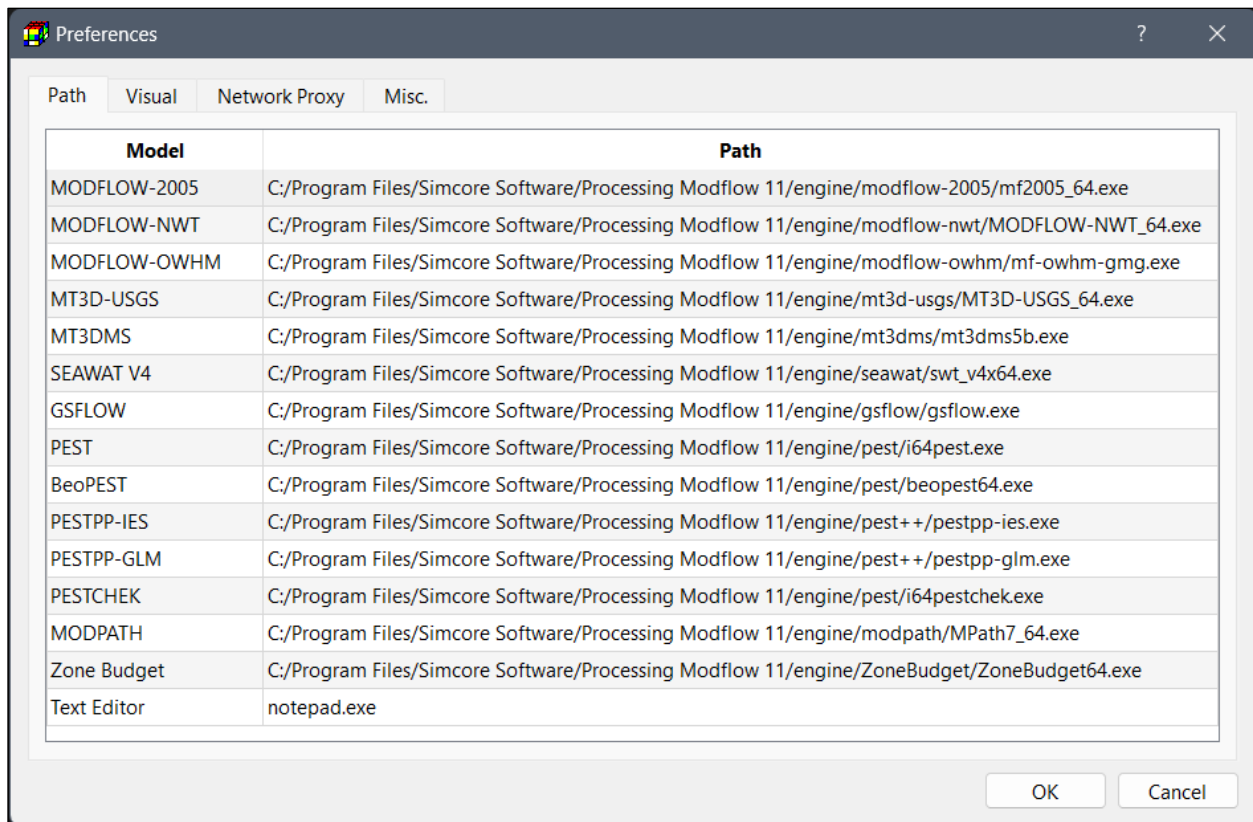 Preferences ? ×
Path Visual Network Proxy Misc.
Model Path
MODFLOW-2005 C:/Program Files/Simcore Software/Processing Modflow 11/engine/modflow-2005/mf2005_64.exe
MODFLOW-NWT C:/Program Files/Simcore Software/Processing Modflow 11/engine/modflow-nwt/MODFLOW-NWT_64.exe
MODFLOW-OWHM C:/Program Files/Simcore Software/Processing Modflow 11/engine/modflow-owhm/mf-owhm-gmg.exe
MT3D-USGS C:/Program Files/Simcore Software/Processing Modflow 11/engine/mt3d-usgs/MT3D-USGS_64.exe
MT3DMS C:/Program Files/Simcore Software/Processing Modflow 11/engine/mt3dms/mt3dms5b.exe
SEAWAT V4 C:/Program Files/Simcore Software/Processing Modflow 11/engine/seawat/swt_v4x64.exe
GSFLOW C:/Program Files/Simcore Software/Processing Modflow 11/engine/gsflow/gsflow.exe
PEST C:/Program Files/Simcore Software/Processing Modflow 11/engine/pest/i64pest.exe
BeoPEST C:/Program Files/Simcore Software/Processing Modflow 11/engine/pest/beopest64.exe
PESTPP-IES C:/Program Files/Simcore Software/Processing Modflow 11/engine/pest++/pestpp-ies.exe
PESTPP-GLM C:/Program Files/Simcore Software/Processing Modflow 11/engine/pest++/pestpp-glm.exe
PESTCHEK C:/Program Files/Simcore Software/Processing Modflow 11/engine/pest/i64pestchek.exe
MODPATH C:/Program Files/Simcore Software/Processing Modflow 11/engine/modpath/MPath7_64.exe
Zone Budget C:/Program Files/Simcore Software/Processing Modflow 11/engine/ZoneBudget/ZoneBudget64.exe
Text Editor notepad.exe
OK Cancel